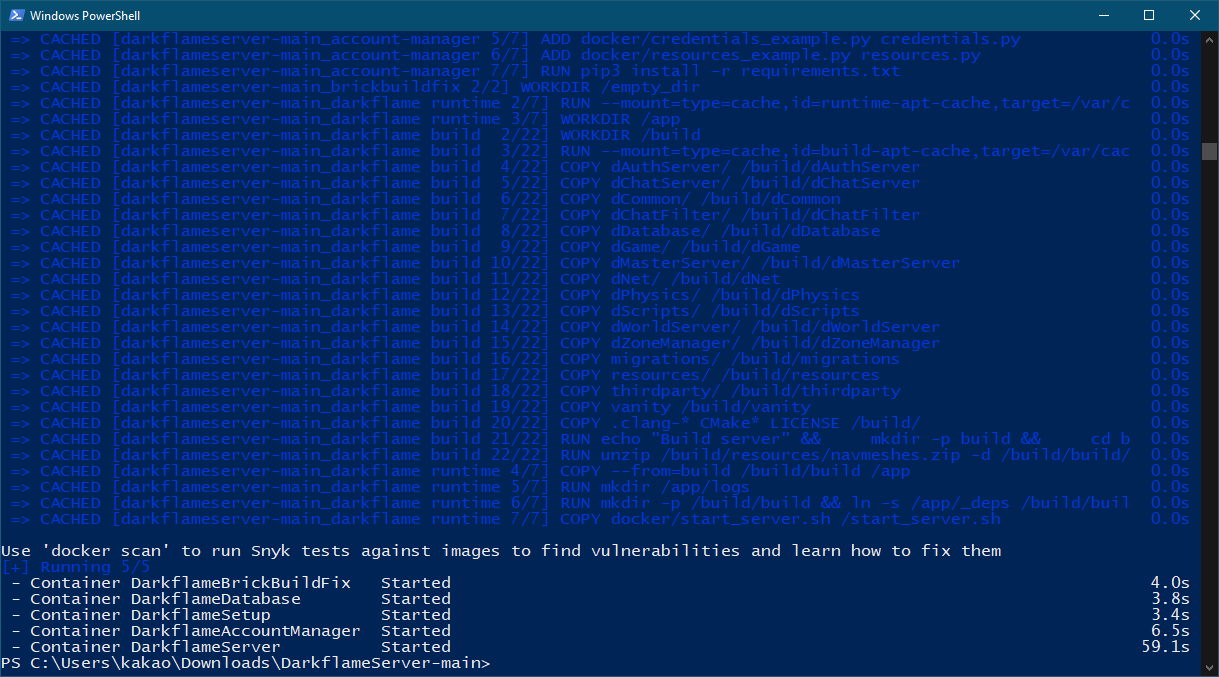 Windows PowerShell
=> CACHED [darkflameserver-main_account-manager 5/7] ADD docker/credentials_example.py credentials.py 0.0s
=> CACHED [darkflameserver-main_account-manager 6/7] ADD docker/resources_example.py resources.py 0.0s
=> CACHED [darkflameserver-main_account-manager 7/7] RUN pip3 install -r requirements.txt 0.0s
=> CACHED [darkflameserver-main_brickbuildfix 2/2] WORKDIR /empty_dir 0.0s
=> CACHED [darkflameserver-main_darkflame runtime 2/7] RUN --mount=type=cache,id=runtime-apt-cache,target=/var/c 0.0s
=> CACHED [darkflameserver-main_darkflame runtime 3/7] WORKDIR /app 0.0s
=> CACHED [darkflameserver-main_darkflame build  2/22] WORKDIR /build 0.0s
=> CACHED [darkflameserver-main_darkflame build  3/22] RUN --mount=type=cache,id=build-apt-cache,target=/var/cac 0.0s
=> CACHED [darkflameserver-main_darkflame build  4/22] COPY dAuthServer/ /build/dAuthServer 0.0s
=> CACHED [darkflameserver-main_darkflame build  5/22] COPY dChatServer/ /build/dChatServer 0.0s
=> CACHED [darkflameserver-main_darkflame build  6/22] COPY dCommon/ /build/dCommon 0.0s
=> CACHED [darkflameserver-main_darkflame build  7/22] COPY dChatFilter/ /build/dChatFilter 0.0s
=> CACHED [darkflameserver-main_darkflame build  8/22] COPY dDatabase/ /build/dDatabase 0.0s
=> CACHED [darkflameserver-main_darkflame build  9/22] COPY dGame/ /build/dGame 0.0s
=> CACHED [darkflameserver-main_darkflame build 10/22] COPY dMasterServer/ /build/dMasterServer 0.0s
=> CACHED [darkflameserver-main_darkflame build 11/22] COPY dNet/ /build/dNet 0.0s
=> CACHED [darkflameserver-main_darkflame build 12/22] COPY dPhysics/ /build/dPhysics 0.0s
=> CACHED [darkflameserver-main_darkflame build 13/22] COPY dScripts/ /build/dScripts 0.0s
=> CACHED [darkflameserver-main_darkflame build 14/22] COPY dWorldServer/ /build/dWorldServer 0.0s
=> CACHED [darkflameserver-main_darkflame build 15/22] COPY dZoneManager/ /build/dZoneManager 0.0s
=> CACHED [darkflameserver-main_darkflame build 16/22] COPY migrations/ /build/migrations 0.0s
=> CACHED [darkflameserver-main_darkflame build 17/22] COPY resources/ /build/resources 0.0s
=> CACHED [darkflameserver-main_darkflame build 18/22] COPY thirdparty/ /build/thirdparty 0.0s
=> CACHED [darkflameserver-main_darkflame build 19/22] COPY vanity /build/vanity 0.0s
=> CACHED [darkflameserver-main_darkflame build 20/22] COPY .clang-* CMake* LICENSE /build/ 0.0s
=> CACHED [darkflameserver-main_darkflame build 21/22] RUN echo "Build server" &&     mkdir -p build &&     cd b 0.0s
=> CACHED [darkflameserver-main_darkflame build 22/22] RUN unzip /build/resources/navmeshes.zip -d /build/build/ 0.0s
=> CACHED [darkflameserver-main_darkflame runtime 4/7] COPY --from=build /build/build /app 0.0s
=> CACHED [darkflameserver-main_darkflame runtime 5/7] RUN mkdir /app/logs 0.0s
=> CACHED [darkflameserver-main_darkflame runtime 6/7] RUN mkdir -p /build/build && ln -s /app/_deps /build/buil 0.0s
=> CACHED [darkflameserver-main_darkflame runtime 7/7] COPY docker/start_server.sh /start_server.sh 0.0s
Use 'docker scan' to run Snyk tests against images to find vulnerabilities and learn how to fix them
[+] Running 5/5
- Container DarkflameBrickBuildFix   Started 4.0s
- Container DarkflameDatabase        Started 3.8s
- Container DarkflameSetup           Started 3.4s
- Container DarkflameAccountManager  Started 6.5s
- Container DarkflameServer          Started 59.1s
PS C:\Users\kakao\Downloads\DarkflameServer-main>